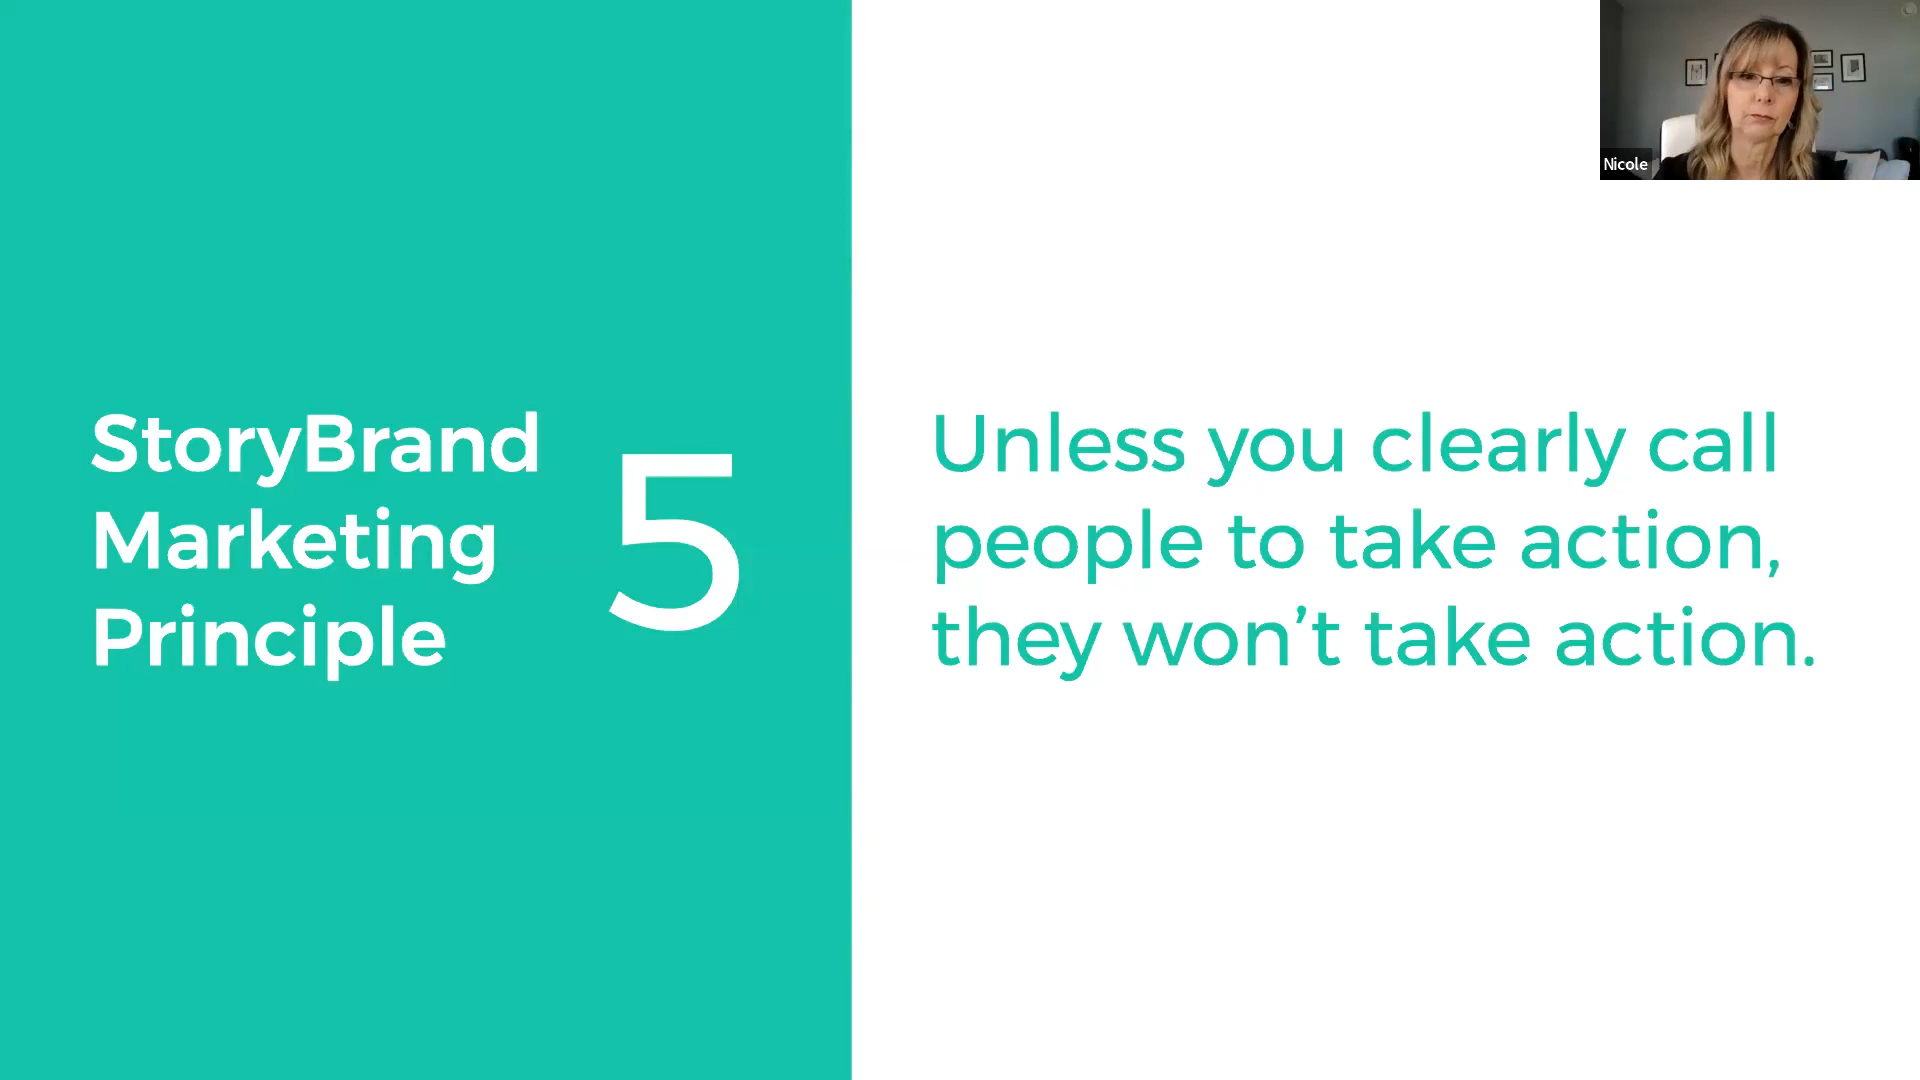 StoryBrand
Marketing
Principle
5
Unless you clearly call
people to take action,
they won’t take action.
Nicole